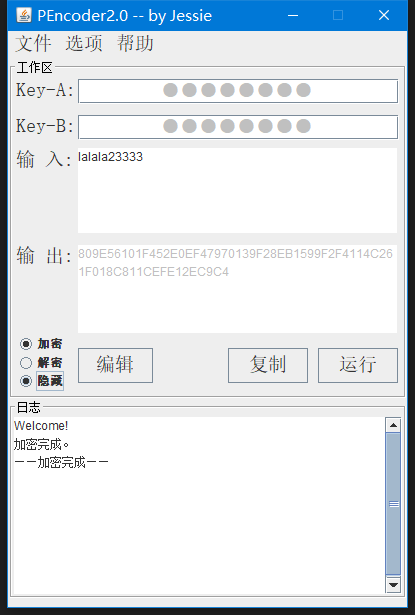 PEncoder2.0 -- by Jessie
文件 选项 帮助
工作区
Key-A: ●●●●●●●●
Key-B: ●●●●●●●●
输 入: lalala23333
输 出: 809E56101F452E0EF47970139F28EB1599F2F4114C26
1F018C811CEFE12EC9C4
加密
解密
隐藏
编辑 复制 运行
日志
Welcome!
加密完成。
——加密完成——